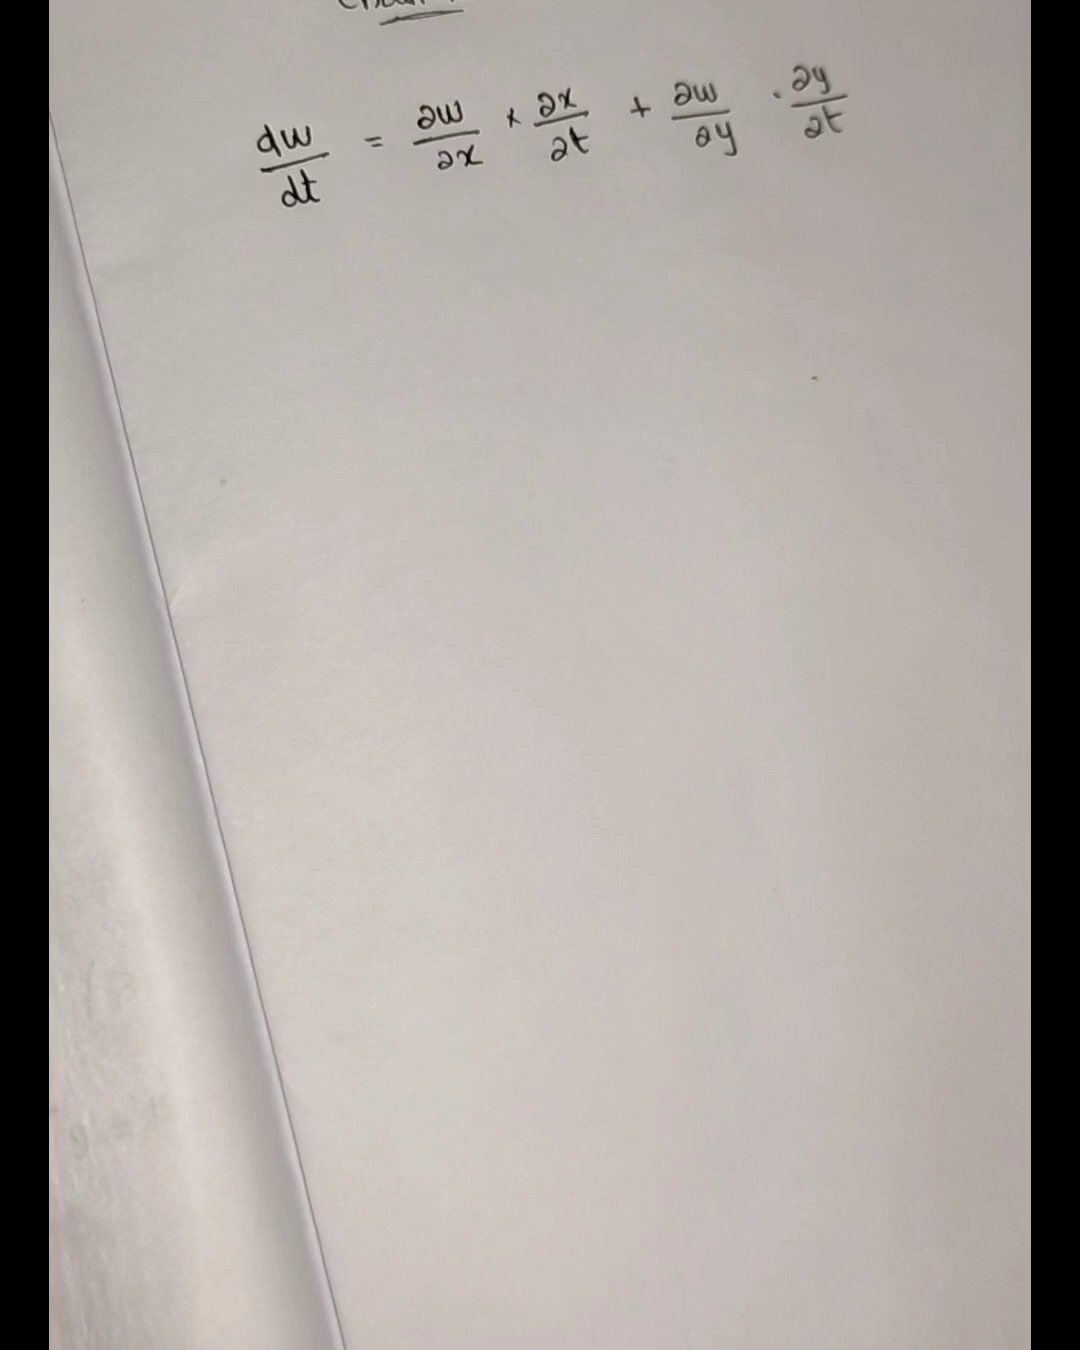 dw/dt = ∂w/∂x × ∂x/∂t + ∂w/∂y · ∂y/∂t